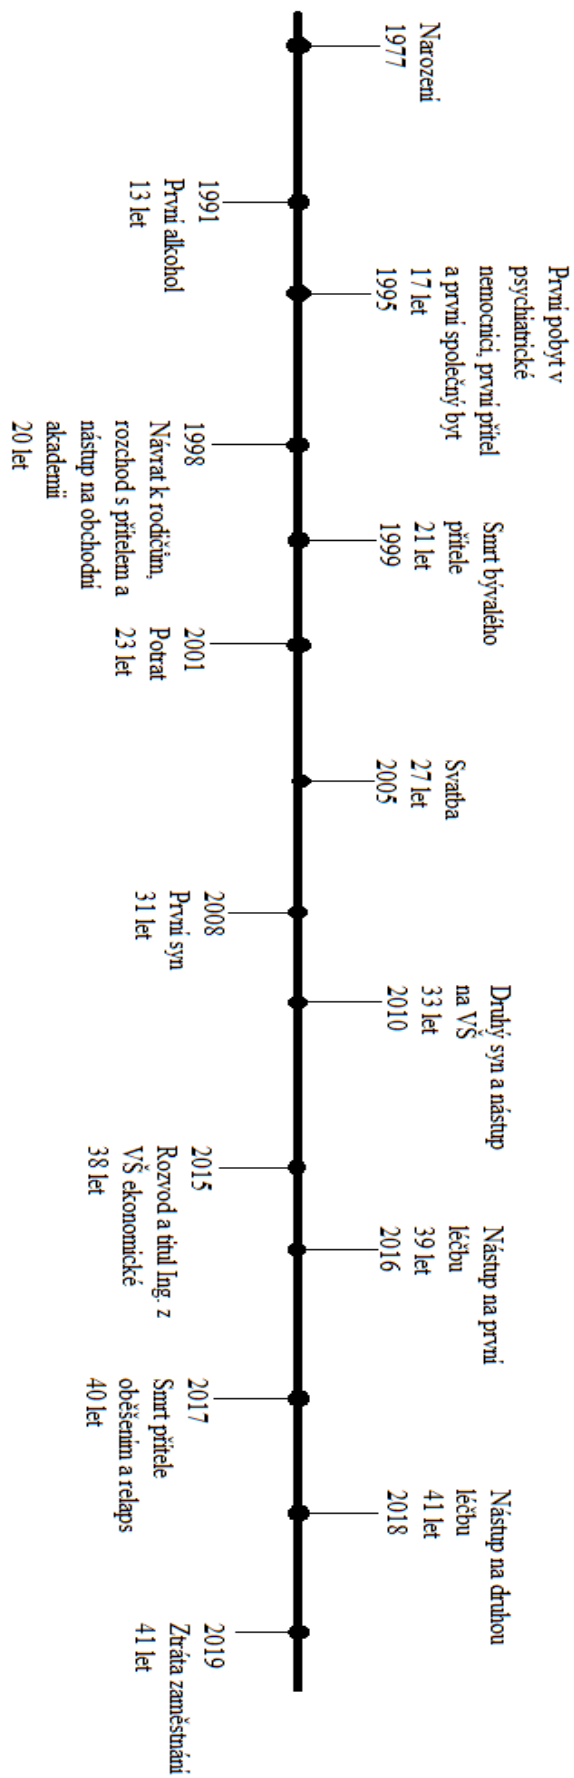 Narození
1977
1991
První alkohol
13 let
První pobyt v
psychiatrické
nemocnici, první přítel
a první společný byt
17 let
1995
1998
Návrat k rodičům,
rozchod s přítelem a
nástup na obchodní
akademii
20 let
Smrt bývalého
přítele
21 let
1999
2001
Potrat
23 let
Svatba
27 let
2005
2008
První syn
31 let
Druhý syn a nástup
na VŠ
33 let
2010
2015
Rozvod a titul Ing. z
VŠ ekonomické
38 let
Nástup na první
léčbu
39 let
2016
2017
Smrt přítele
oběšením a relaps
40 let
Nástup na druhou
léčbu
41 let
2018
2019
Ztráta zaměstnání
41 let